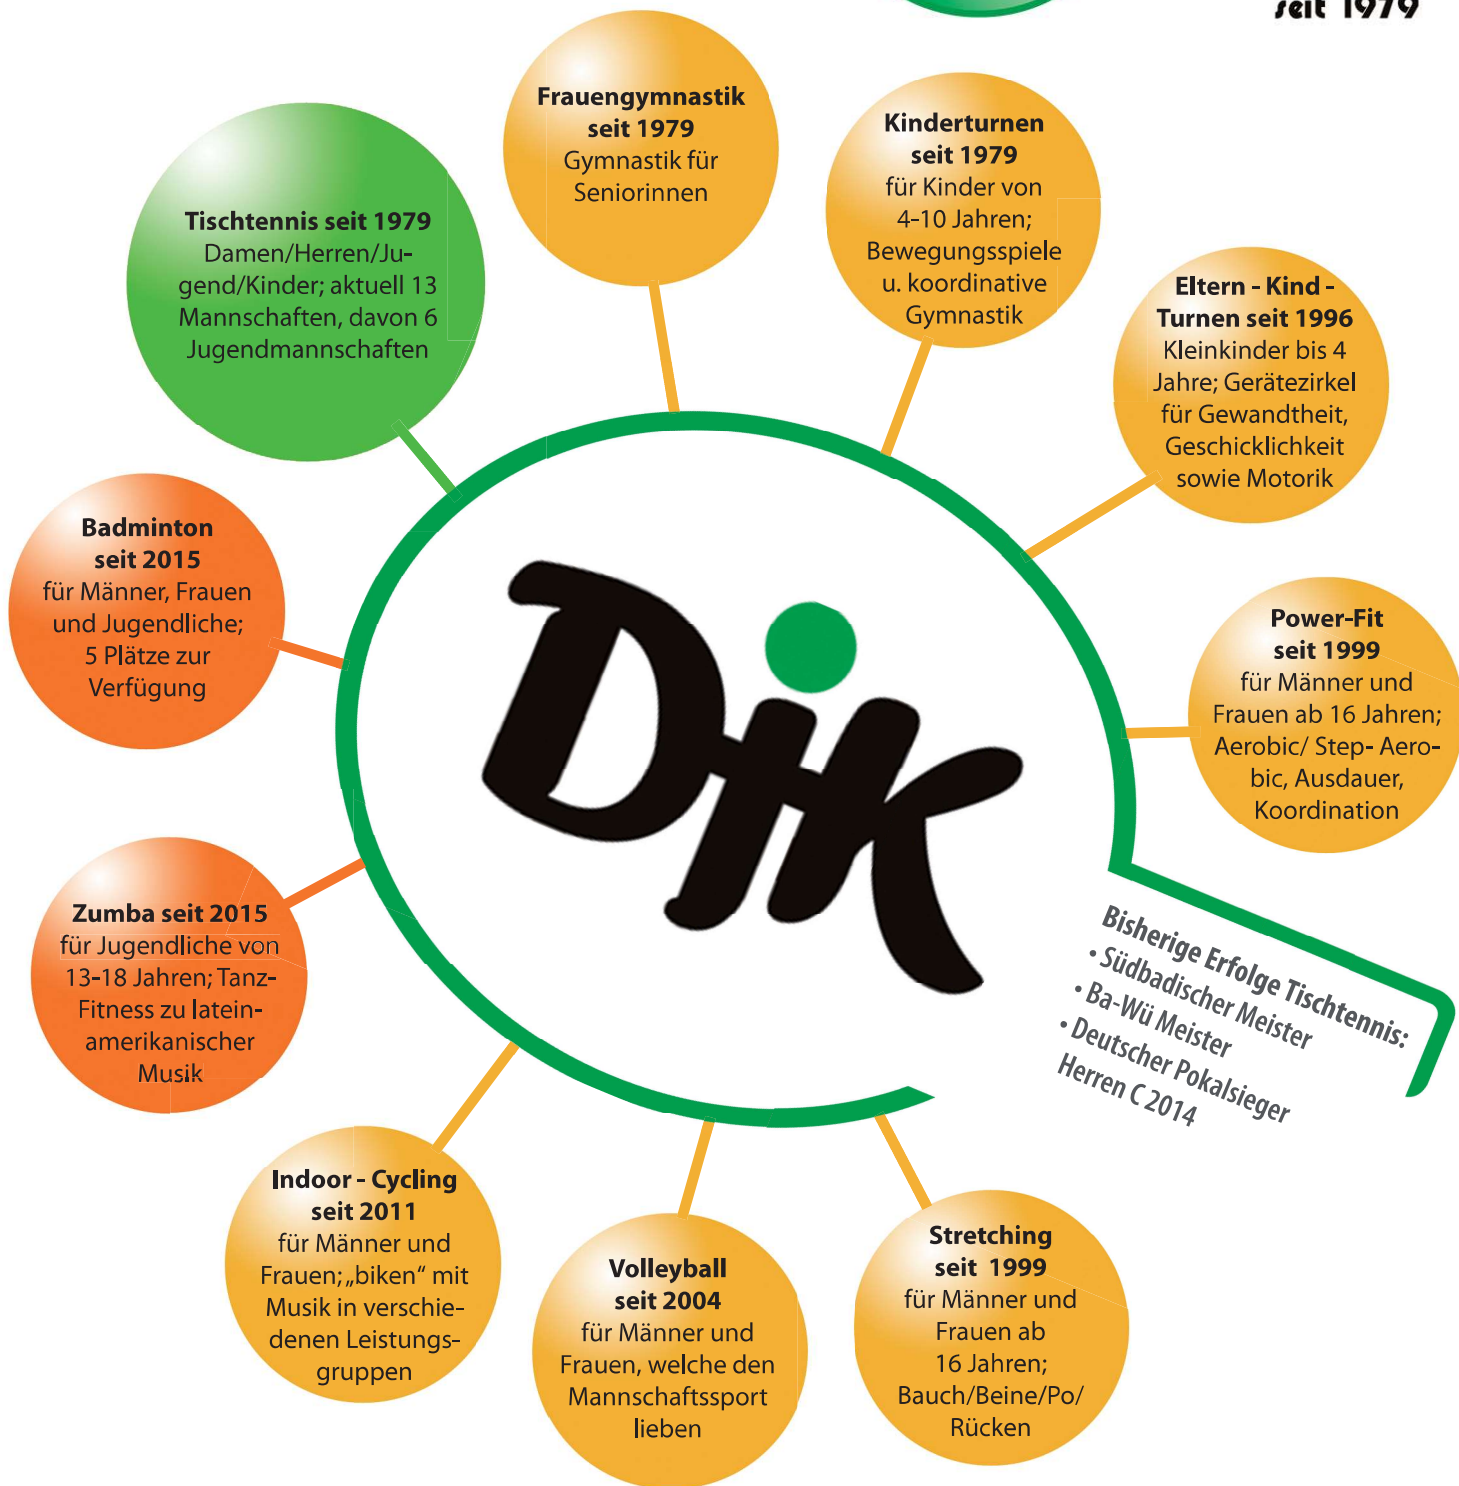 seit 1979
Frauengymnastik
seit 1979
Gymnastik für
Seniorinnen
Kinderturnen
seit 1979
für Kinder von
4-10 Jahren;
Bewegungsspiele
u. koordinative
Gymnastik
Tischtennis seit 1979
Damen/Herren/Ju-
gend/Kinder; aktuell 13
Mannschaften, davon 6
Jugendmannschaften
Eltern - Kind -
Turnen seit 1996
Kleinkinder bis 4
Jahre; Gerätezirkel
für Gewandtheit,
Geschicklichkeit
sowie Motorik
Badminton
seit 2015
für Männer, Frauen
und Jugendliche;
5 Plätze zur
Verfügung
DjK
Power-Fit
seit 1999
für Männer und
Frauen ab 16 Jahren;
Aerobic/ Step- Aero-
bic, Ausdauer,
Koordination
Zumba seit 2015
für Jugendliche von
13-18 Jahren; Tanz-
Fitness zu latein-
amerikanischer
Musik
Bisherige Erfolge Tischtennis:
• Südbadischer Meister
• Ba-Wü Meister
• Deutscher Pokalsieger
Herren C 2014
Indoor - Cycling
seit 2011
für Männer und
Frauen; „biken“ mit
Musik in verschie-
denen Leistungs-
gruppen
Volleyball
seit 2004
für Männer und
Frauen, welche den
Mannschaftssport
lieben
Stretching
seit 1999
für Männer und
Frauen ab
16 Jahren;
Bauch/Beine/Po/
Rücken